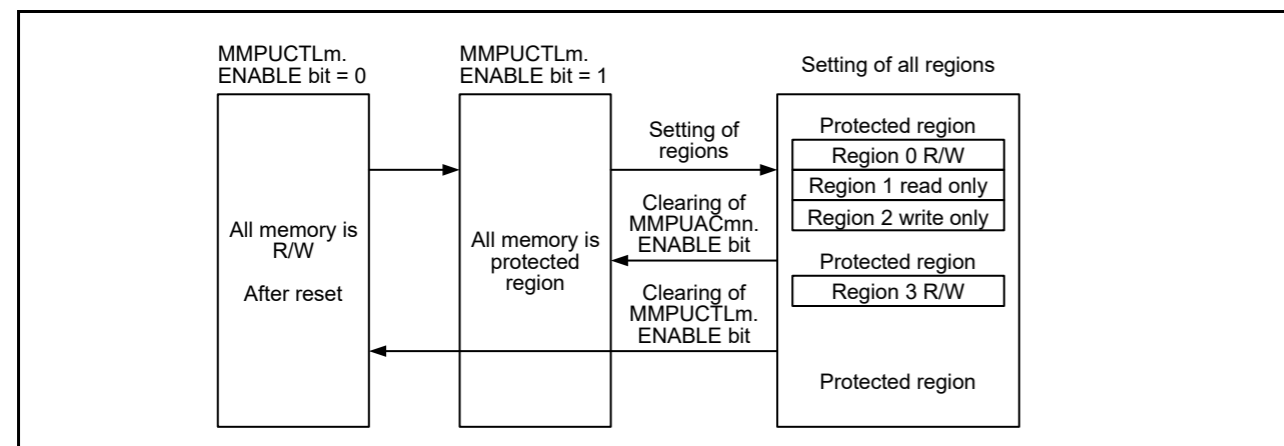 MMPUCTLm.
ENABLE bit = 0
MMPUCTLm.
ENABLE bit = 1
Setting of all regions
All memory is
R/W
After reset
All memory is
protected
region
Setting of
regions
Clearing of
MMPUACmn.
ENABLE bit
Clearing of
MMPUCTLm.
ENABLE bit
Protected region
Region 0 R/W
Region 1 read only
Region 2 write only
Protected region
Region 3 R/W
Protected region